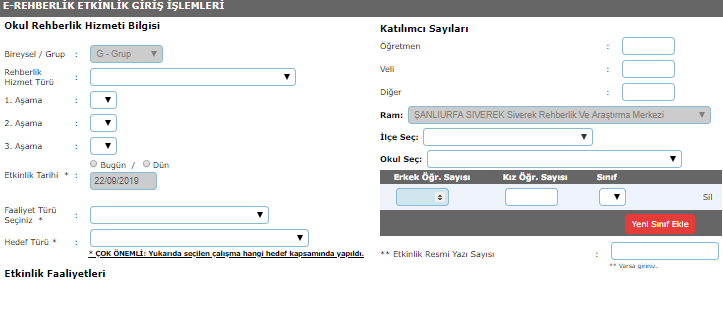 E-REHBERLİK ETKİNLİK GİRİŞ İŞLEMLERİ
Okul Rehberlik Hizmeti Bilgisi
Bireysel / Grup : G - Grup
Rehberlik
Hizmet Türü :
1. Aşama :
2. Aşama :
3. Aşama :
Bugün / Dün
Etkinlik Tarihi * : 22/09/2019
Faaliyet Türü
Seçiniz * :
Hedef Türü * :
* ÇOK ÖNEMLİ: Yukarıda seçilen çalışma hangi hedef kapsamında yapıldı.
Etkinlik Faaliyetleri
Katılımcı Sayıları
Öğretmen :
Veli :
Diğer :
Ram: ŞANLIURFA SİVEREK Siverek Rehberlik Ve Araştırma Merkezi
İlçe Seç:
Okul Seç:
Erkek Öğr. Sayısı Kız Öğr. Sayısı Sınıf
Sil
Yeni Sınıf Ekle
** Etkinlik Resmi Yazı Sayısı :
** Varsa giriniz.